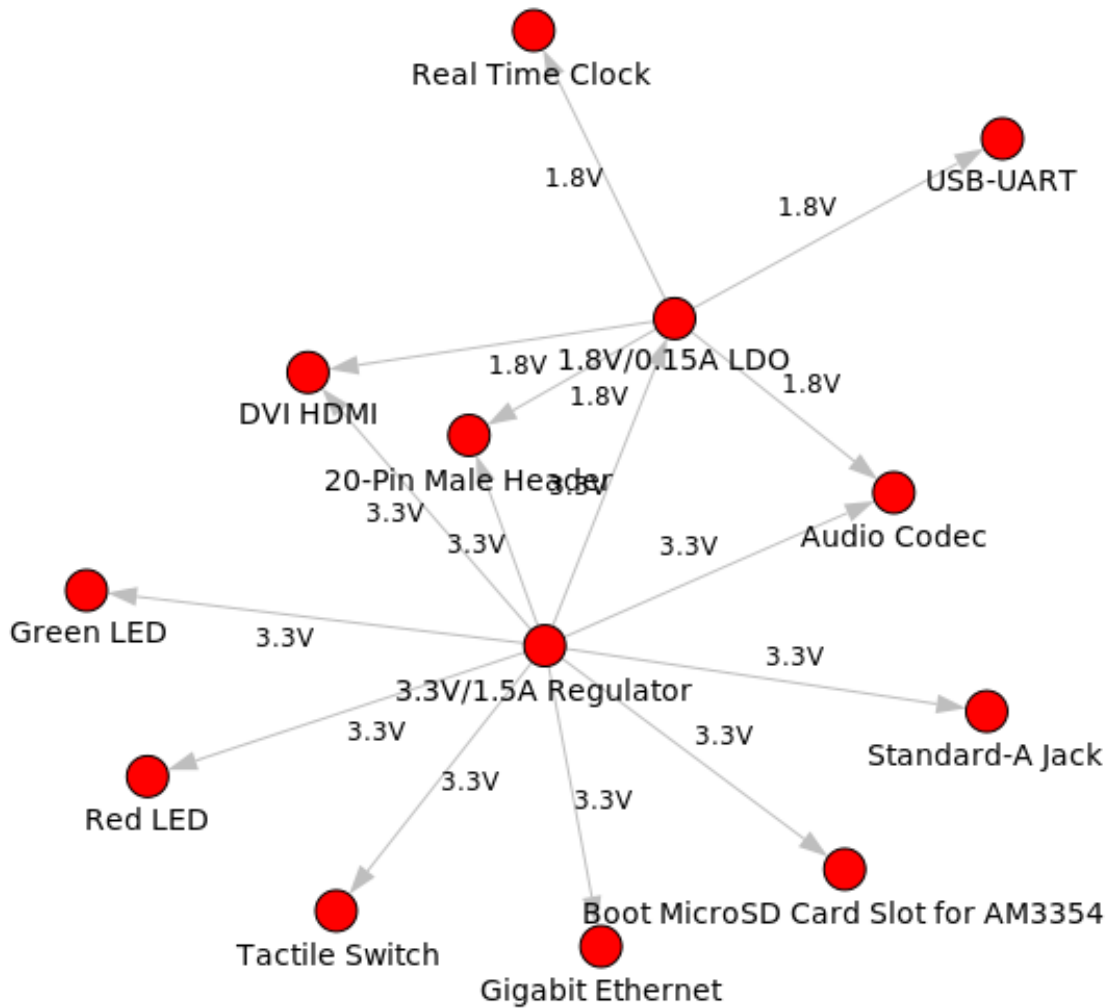 Real Time Clock
1.8V
USB-UART
1.8V
1.8V/0.15A LDO
1.8V
1.8V
1.8V
DVI HDMI
20-Pin Male Header
3.3V
3.3V
3.3V
3.3V
Audio Codec
Green LED
3.3V
3.3V
3.3V/1.5A Regulator
3.3V
3.3V
Standard-A Jack
3.3V
3.3V
Red LED
Boot MicroSD Card Slot for AM3354
Tactile Switch
Gigabit Ethernet